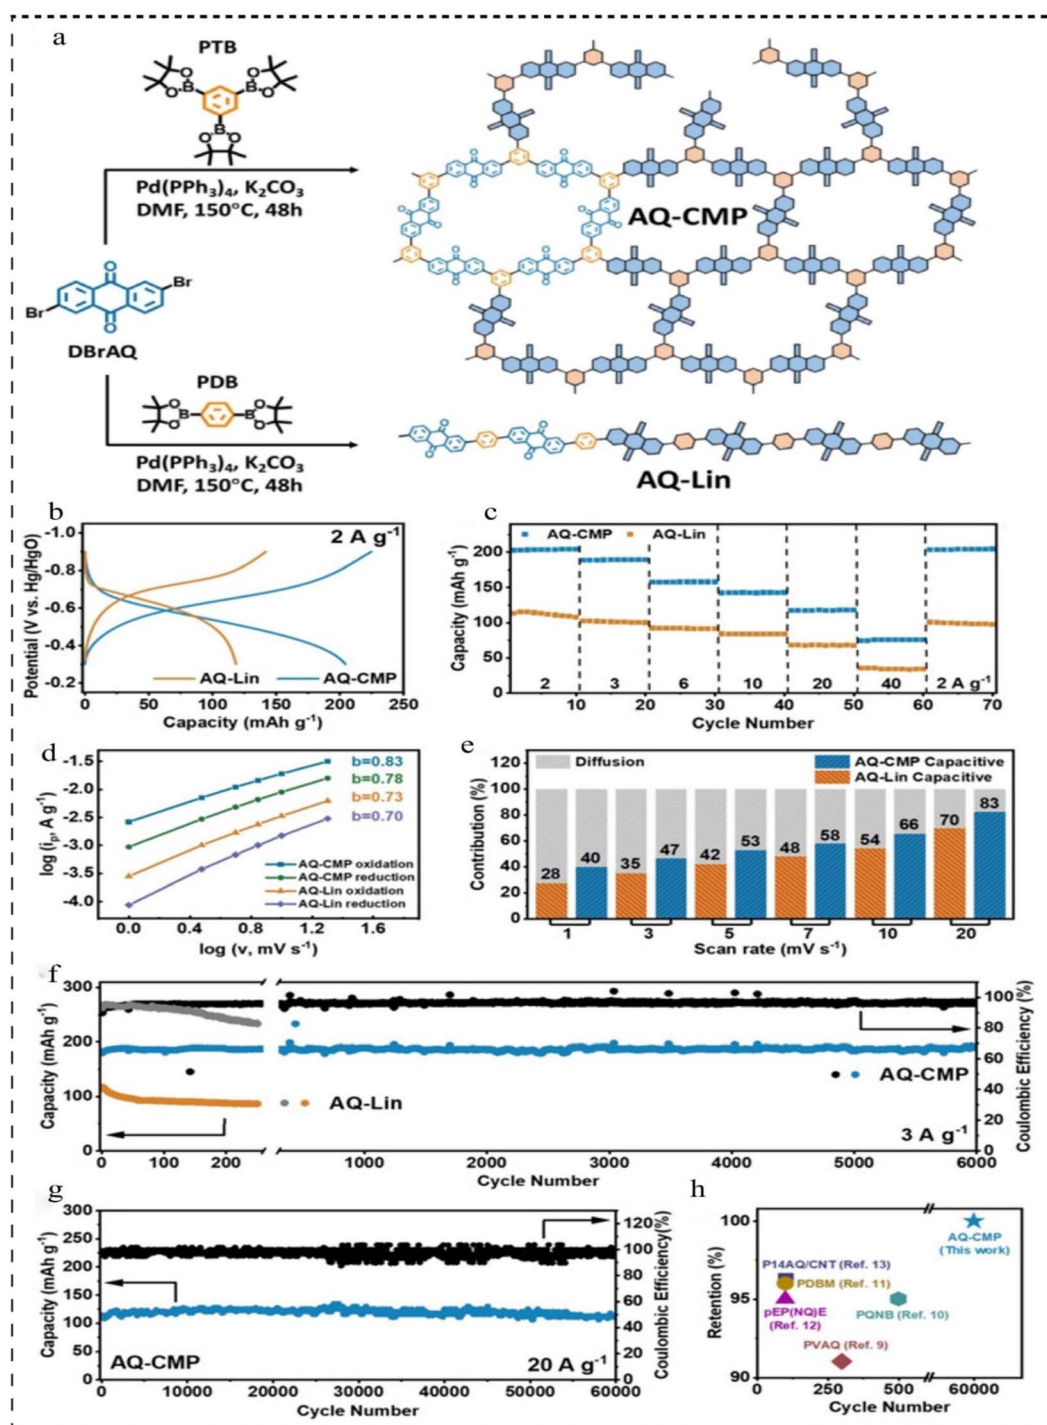 a
PTB
Pd(PPh3)4, K2CO3
DMF, 150°C, 48h
AQ-CMP
Br
Br
DBrAQ
PDB
Pd(PPh3)4, K2CO3
DMF, 150°C, 48h
AQ-Lin
b
2 A g-1
Potential (V vs. Hg/HgO)
-1.0
-0.8
-0.6
-0.4
-0.2
AQ-Lin AQ-CMP
0 50 100 150 200 250
Capacity (mAh g-1)
c
AQ-CMP AQ-Lin
Capacity (mAh g-1)
200
150
100
50
0
2 3 6 10 20 40 2 A g-1
10 20 30 40 50 60 70
Cycle Number
d
log (ip, A g-1)
-1.5
-2.0
-2.5
-3.0
-3.5
-4.0
b=0.83
b=0.78
b=0.73
b=0.70
AQ-CMP oxidation
AQ-CMP reduction
AQ-Lin oxidation
AQ-Lin reduction
0.0 0.4 0.8 1.2 1.6
log (v, mV s-1)
e
Diffusion
AQ-CMP Capacitive
AQ-Lin Capacitive
Contribution (%)
120
100
80
60
40
20
0
28 40 35 47 42 53 48 58 54 66 70 83
1 3 5 7 10 20
Scan rate (mV s-1)
f
Capacity (mAh g-1)
300
200
100
0
AQ-Lin
AQ-CMP
3 A g-1
Coulombic Efficiency (%)
100
80
60
40
20
0
0 100 200 1000 2000 3000 4000 5000 6000
Cycle Number
g
Capacity (mAh g-1)
300
250
200
150
100
50
0
AQ-CMP
20 A g-1
Coulombic Efficiency(%)
120
100
80
60
40
20
0
0 10000 20000 30000 40000 50000 60000
Cycle Number
h
Retention (%)
100
95
90
AQ-CMP
(This work)
P14AQ/CNT (Ref. 13)
PDBM (Ref. 11)
pEP(NQ)E
(Ref. 12)
PQNB (Ref. 10)
PVAQ (Ref. 9)
0 250 500 60000
Cycle Number